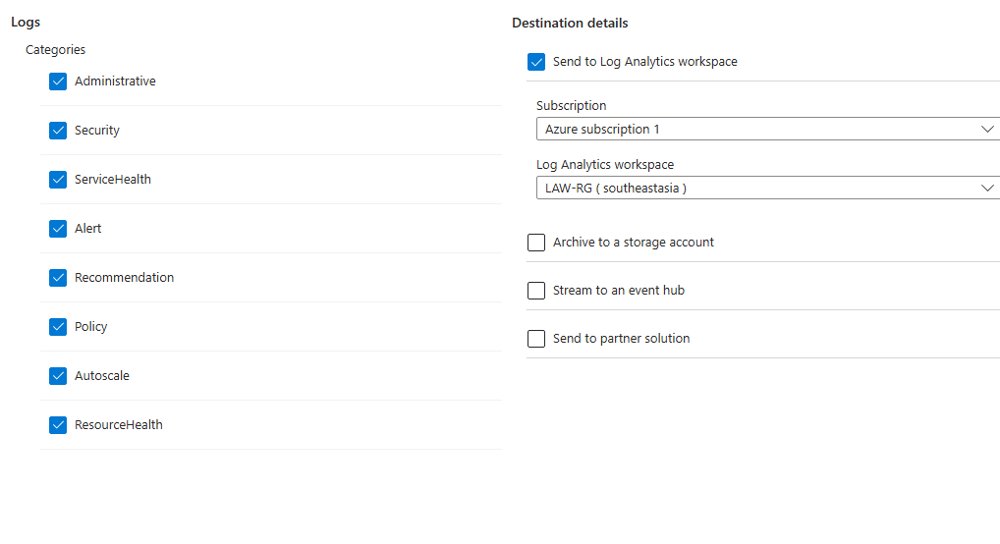 Logs
Categories
Administrative
Security
ServiceHealth
Alert
Recommendation
Policy
Autoscale
ResourceHealth
Destination details
Send to Log Analytics workspace
Subscription
Azure subscription 1
Log Analytics workspace
LAW-RG ( southeastasia )
Archive to a storage account
Stream to an event hub
Send to partner solution